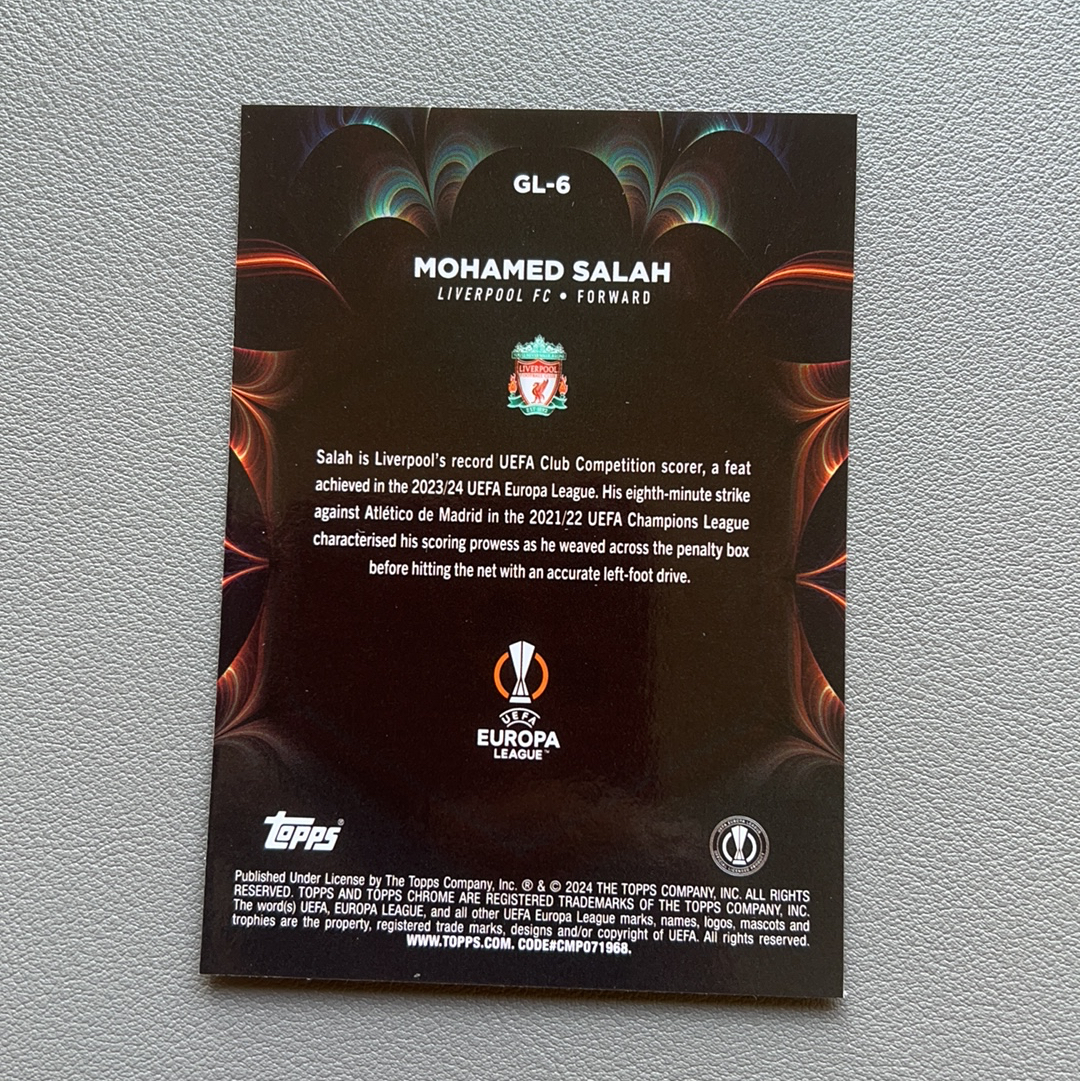 GL-6
MOHAMED SALAH
LIVERPOOL FC • FORWARD
LIVERPOOL
Salah is Liverpool's record UEFA Club Competition scorer, a feat
achieved in the 2023/24 UEFA Europa League. His eighth-minute strike
against Atlético de Madrid in the 2021/22 UEFA Champions League
characterised his scoring prowess as he weaved across the penalty box
before hitting the net with an accurate left-foot drive.
UEFA
EUROPA
LEAGUE™
TOPPS®
Published Under License by The Topps Company, Inc. ® & © 2024 THE TOPPS COMPANY, INC. ALL RIGHTS
RESERVED. TOPPS AND TOPPS CHROME ARE REGISTERED TRADEMARKS OF THE TOPPS COMPANY, INC.
The word(s) UEFA, EUROPA LEAGUE, and all other UEFA Europa League marks, names, logos, mascots and
trophies are the property, registered trade marks, designs and/or copyright of UEFA. All rights reserved.
WWW.TOPPS.COM. CODE#CMP071968.